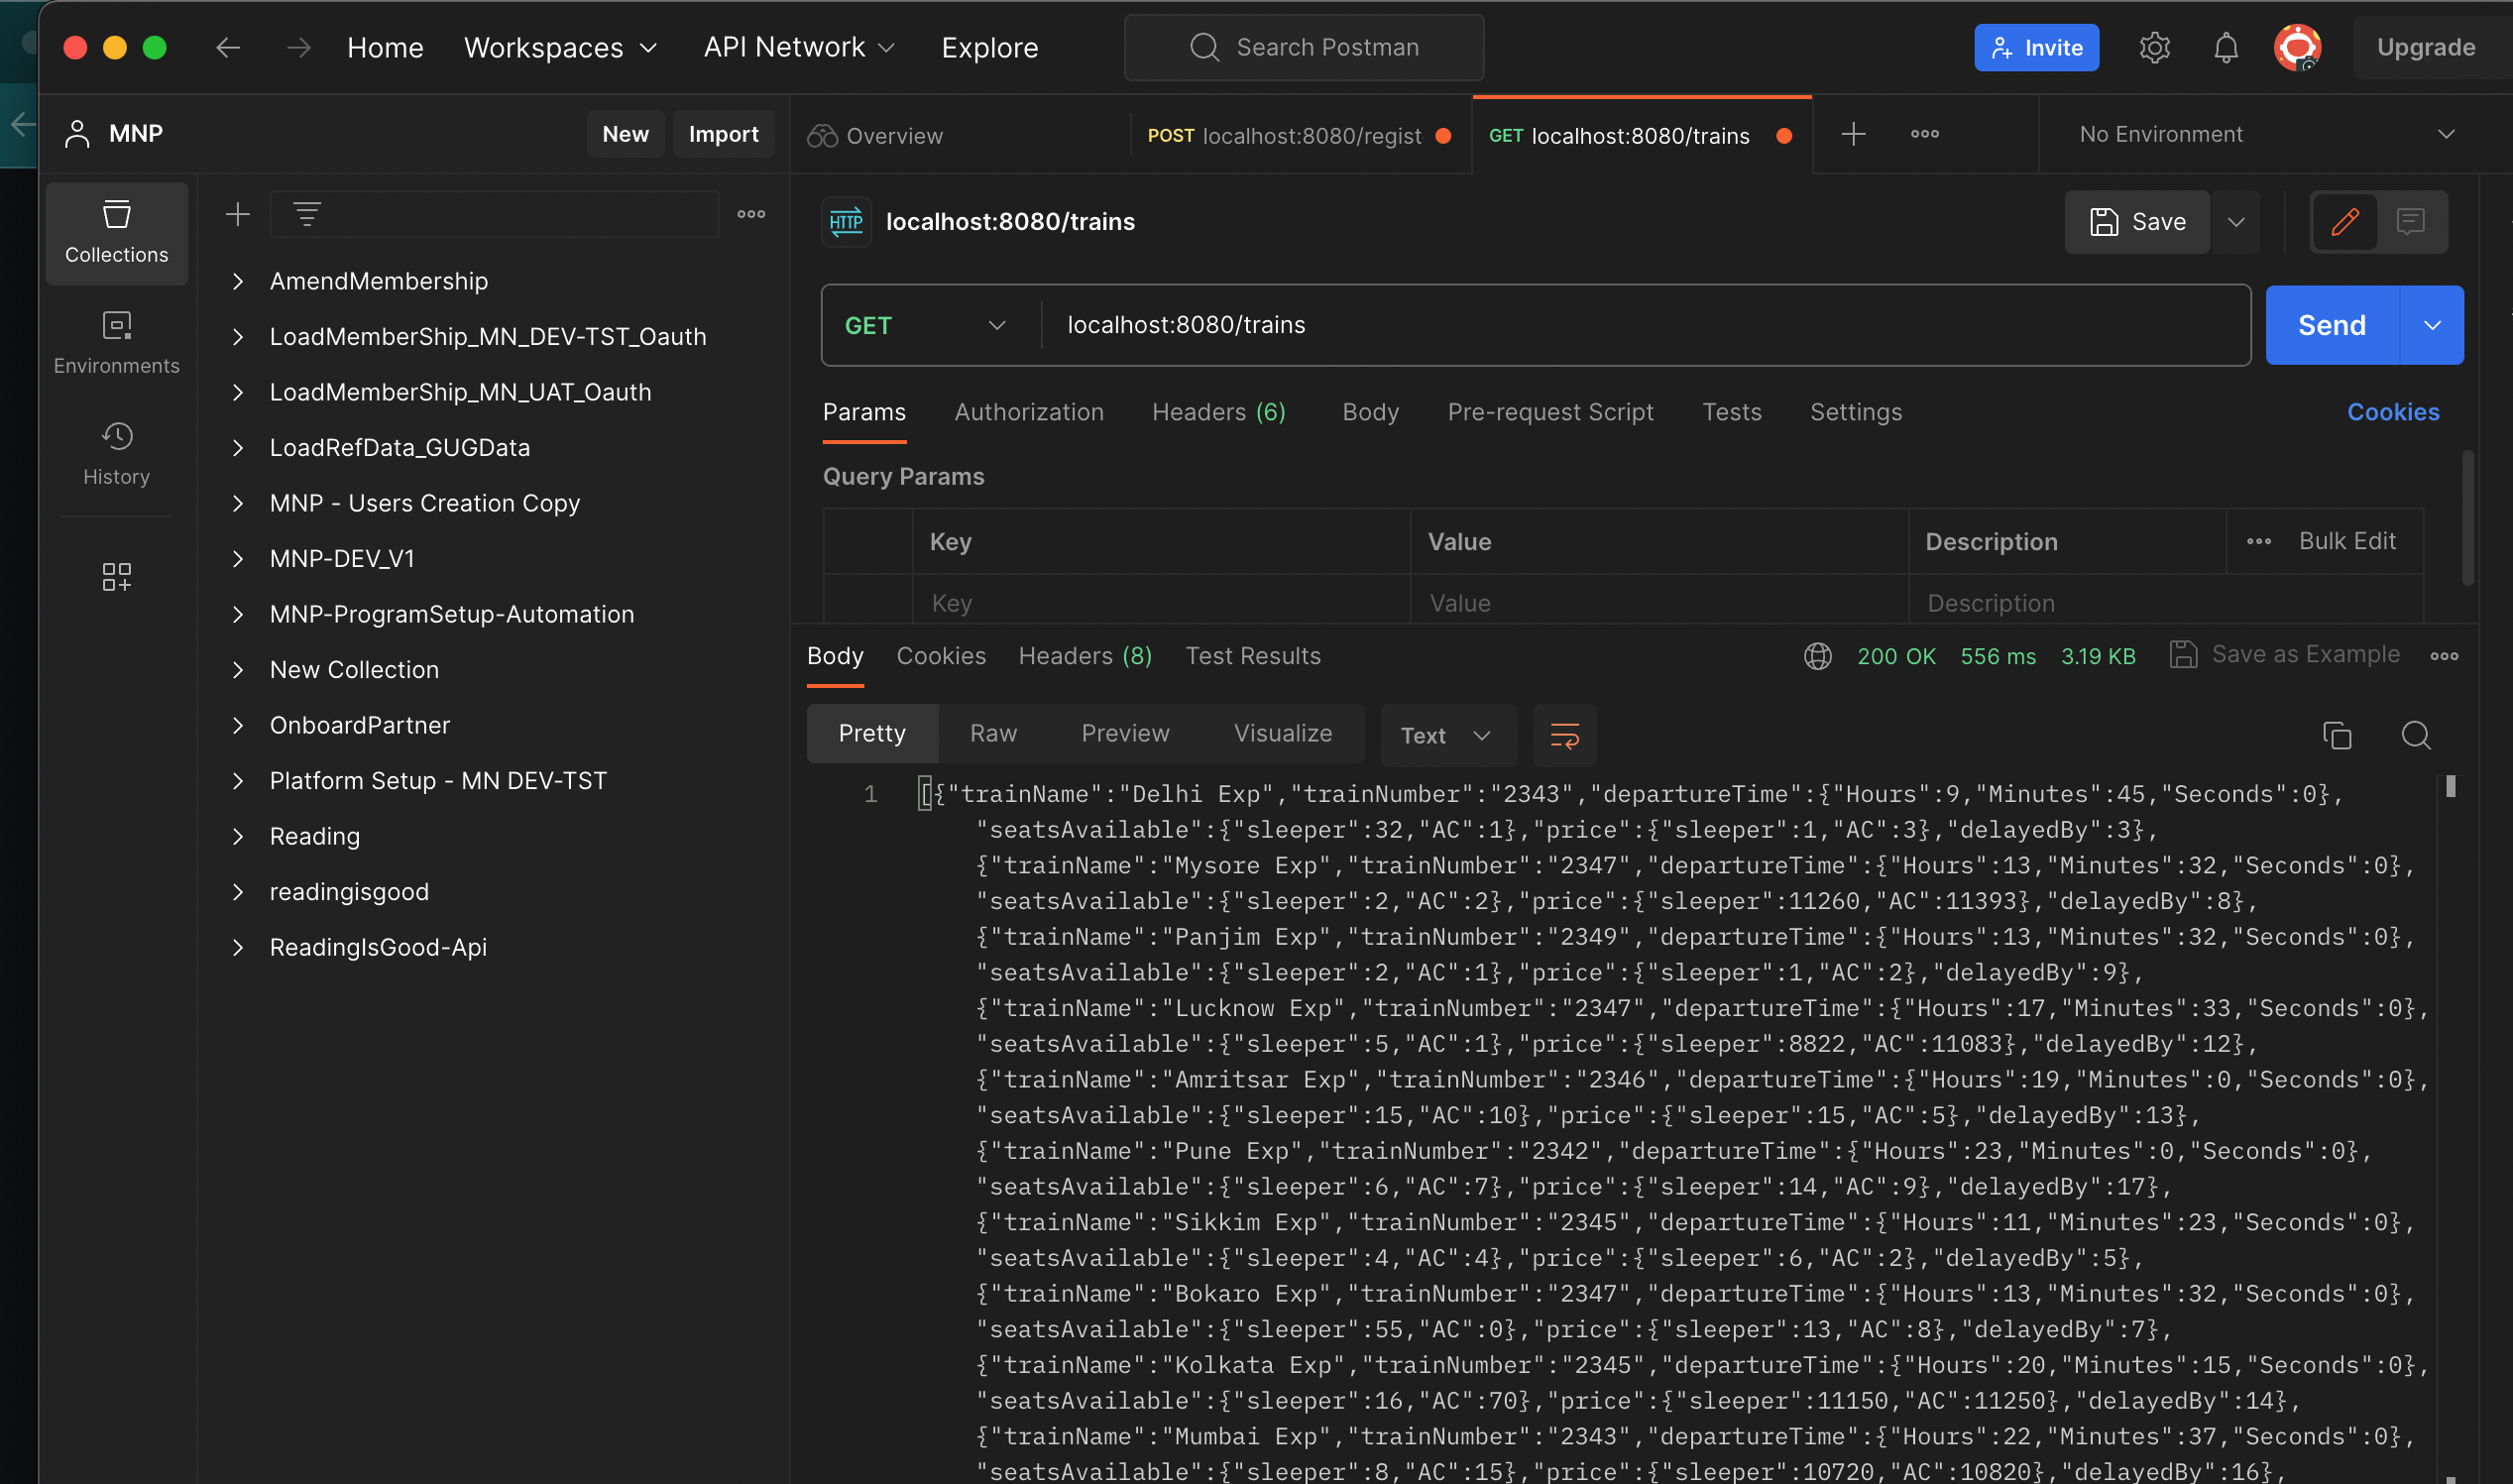 Home Workspaces API Network Explore Search Postman Invite Upgrade
MNP New Import
Overview POST localhost:8080/regist GET localhost:8080/trains No Environment
Collections
Environments
History
AmendMembership
LoadMemberShip_MN_DEV-TST_Oauth
LoadMemberShip_MN_UAT_Oauth
LoadRefData_GUGData
MNP - Users Creation Copy
MNP-DEV_V1
MNP-ProgramSetup-Automation
New Collection
OnboardPartner
Platform Setup - MN DEV-TST
Reading
readingisgood
ReadingIsGood-Api
HTTP localhost:8080/trains Save
GET localhost:8080/trains Send
Params Authorization Headers (6) Body Pre-request Script Tests Settings Cookies
Query Params
Key Value Description Bulk Edit
Key Value Description
Body Cookies Headers (8) Test Results 200 OK 556 ms 3.19 KB Save as Example
Pretty Raw Preview Visualize Text
1 [{"trainName":"Delhi Exp","trainNumber":"2343","departureTime":{"Hours":9,"Minutes":45,"Seconds":0},
"seatsAvailable":{"sleeper":32,"AC":1},"price":{"sleeper":1,"AC":3},"delayedBy":3},
{"trainName":"Mysore Exp","trainNumber":"2347","departureTime":{"Hours":13,"Minutes":32,"Seconds":0},
"seatsAvailable":{"sleeper":2,"AC":2},"price":{"sleeper":11260,"AC":11393},"delayedBy":8},
{"trainName":"Panjim Exp","trainNumber":"2349","departureTime":{"Hours":13,"Minutes":32,"Seconds":0},
"seatsAvailable":{"sleeper":2,"AC":1},"price":{"sleeper":1,"AC":2},"delayedBy":9},
{"trainName":"Lucknow Exp","trainNumber":"2347","departureTime":{"Hours":17,"Minutes":33,"Seconds":0},
"seatsAvailable":{"sleeper":5,"AC":1},"price":{"sleeper":8822,"AC":11083},"delayedBy":12},
{"trainName":"Amritsar Exp","trainNumber":"2346","departureTime":{"Hours":19,"Minutes":0,"Seconds":0},
"seatsAvailable":{"sleeper":15,"AC":10},"price":{"sleeper":15,"AC":5},"delayedBy":13},
{"trainName":"Pune Exp","trainNumber":"2342","departureTime":{"Hours":23,"Minutes":0,"Seconds":0},
"seatsAvailable":{"sleeper":6,"AC":7},"price":{"sleeper":14,"AC":9},"delayedBy":17},
{"trainName":"Sikkim Exp","trainNumber":"2345","departureTime":{"Hours":11,"Minutes":23,"Seconds":0},
"seatsAvailable":{"sleeper":4,"AC":4},"price":{"sleeper":6,"AC":2},"delayedBy":5},
{"trainName":"Bokaro Exp","trainNumber":"2347","departureTime":{"Hours":13,"Minutes":32,"Seconds":0},
"seatsAvailable":{"sleeper":55,"AC":0},"price":{"sleeper":13,"AC":8},"delayedBy":7},
{"trainName":"Kolkata Exp","trainNumber":"2345","departureTime":{"Hours":20,"Minutes":15,"Seconds":0},
"seatsAvailable":{"sleeper":16,"AC":70},"price":{"sleeper":11150,"AC":11250},"delayedBy":14},
{"trainName":"Mumbai Exp","trainNumber":"2343","departureTime":{"Hours":22,"Minutes":37,"Seconds":0},
"seatsAvailable":{"sleeper":8,"AC":15},"price":{"sleeper":10720,"AC":10820},"delayedBy":16},